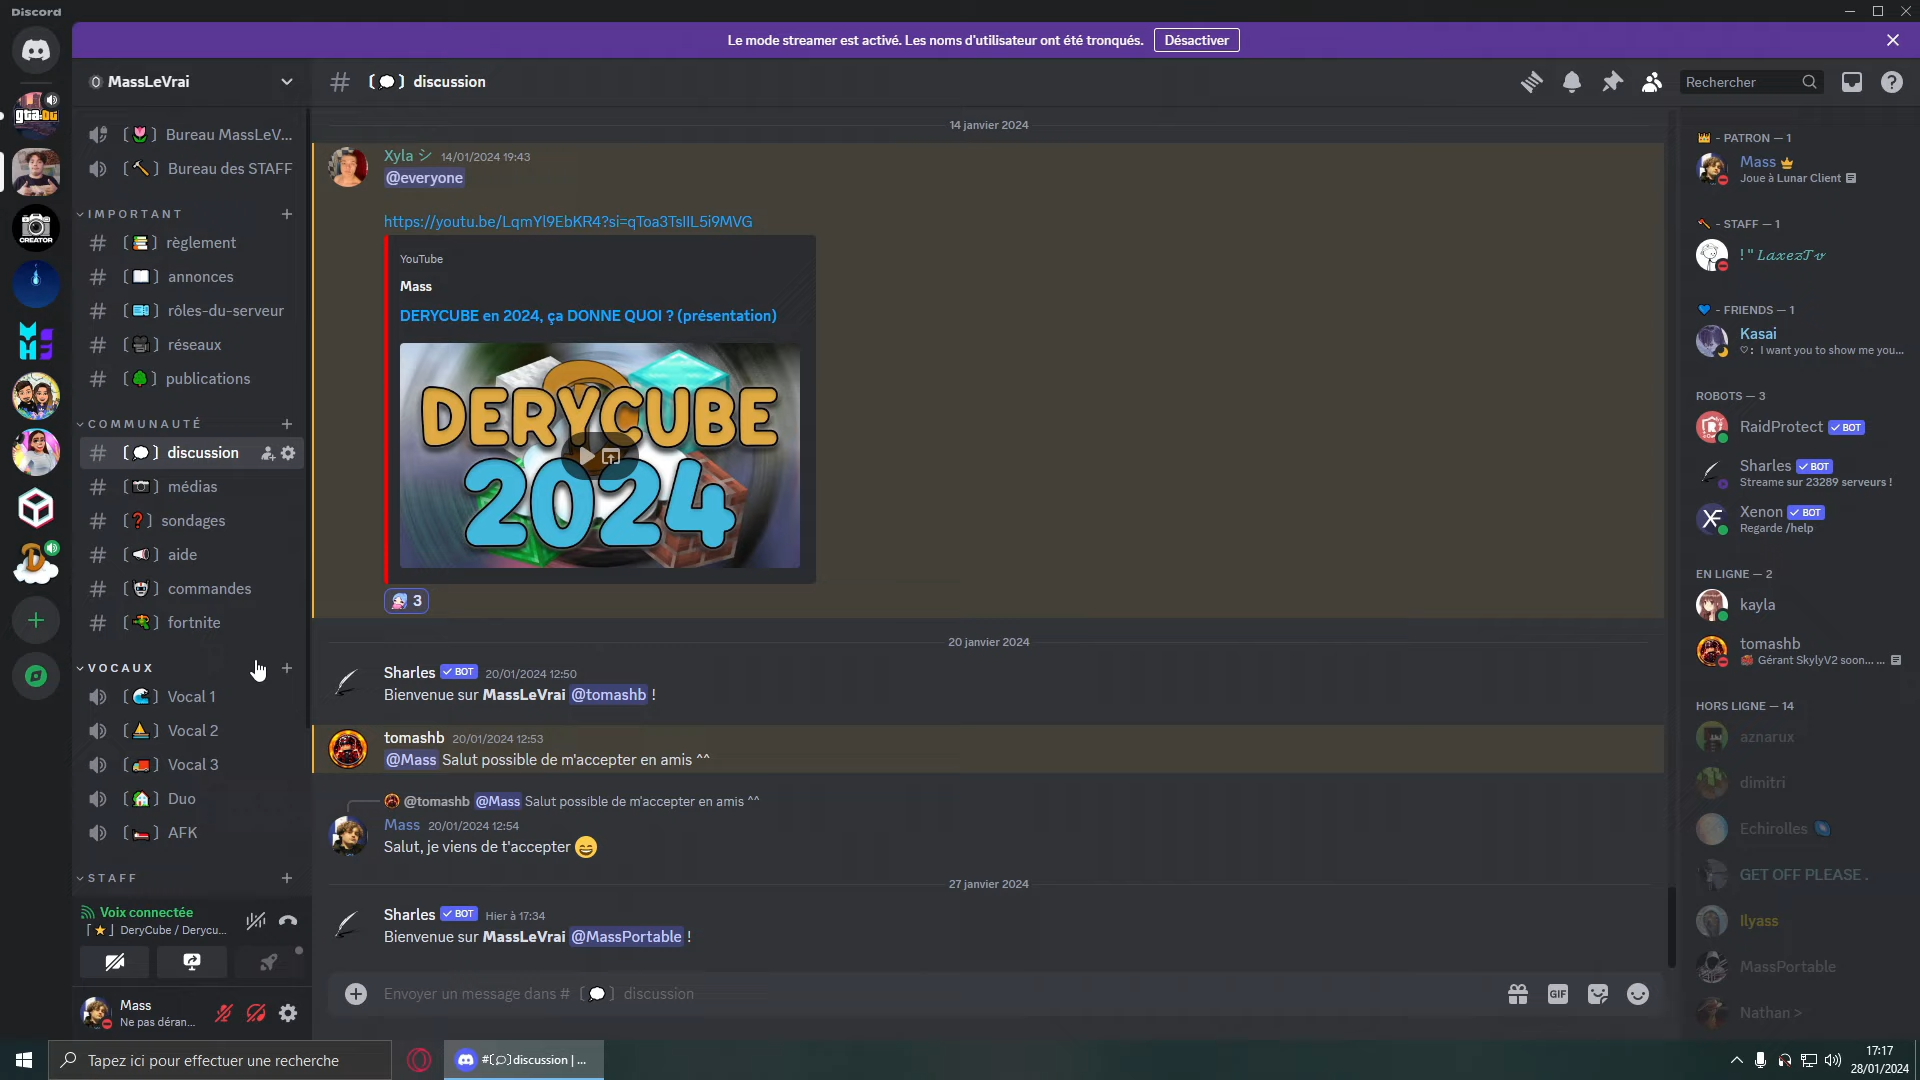 Discord
Le mode streamer est activé. Les noms d'utilisateur ont été tronqués.
Désactiver
MassLeVrai
discussion
Rechercher
Bureau MassLeV...
Bureau des STAFF
IMPORTANT
règlement
annonces
rôles-du-serveur
réseaux
publications
COMMUNAUTÉ
discussion
médias
sondages
aide
commandes
fortnite
VOCAUX
Vocal 1
Vocal 2
Vocal 3
Duo
AFK
STAFF
Voix connectée
DeryCube / Derycu...
Mass
Ne pas déran...
14 janvier 2024
Xyla シ 14/01/2024 19:43
@everyone
YouTube
Mass
DERYCUBE en 2024, ça DONNE QUOI ? (présentation)
DERYCUBE
2024
3
20 janvier 2024
Sharles BOT 20/01/2024 12:50
Bienvenue sur MassLeVrai @tomashb !
tomashb 20/01/2024 12:53
@Mass Salut possible de m'accepter en amis ^^
@tomashb @Mass Salut possible de m'accepter en amis ^^
Mass 20/01/2024 12:54
Salut, je viens de t'accepter 😄
27 janvier 2024
Sharles BOT Hier à 17:34
Bienvenue sur MassLeVrai @MassPortable !
Envoyer un message dans # 〔💬〕 discussion
GIF
- PATRON — 1
Mass
Joue à Lunar Client
- STAFF — 1
! " LaxezTv
- FRIENDS — 1
Kasai
♡: I want you to show me you...
ROBOTS — 3
RaidProtect BOT
Sharles BOT
Streame sur 23289 serveurs !
Xenon BOT
Regarde /help
EN LIGNE — 2
kayla
tomashb
Gérant SkylyV2 soon... ...
HORS LIGNE — 14
aznarux
dimitri
Echirolles
GET OFF PLEASE .
Ilyass
MassPortable
Nathan >
gta:
CREATOR
Tapez ici pour effectuer une recherche
#〔💬〕discussion | ...
17:17
28/01/2024